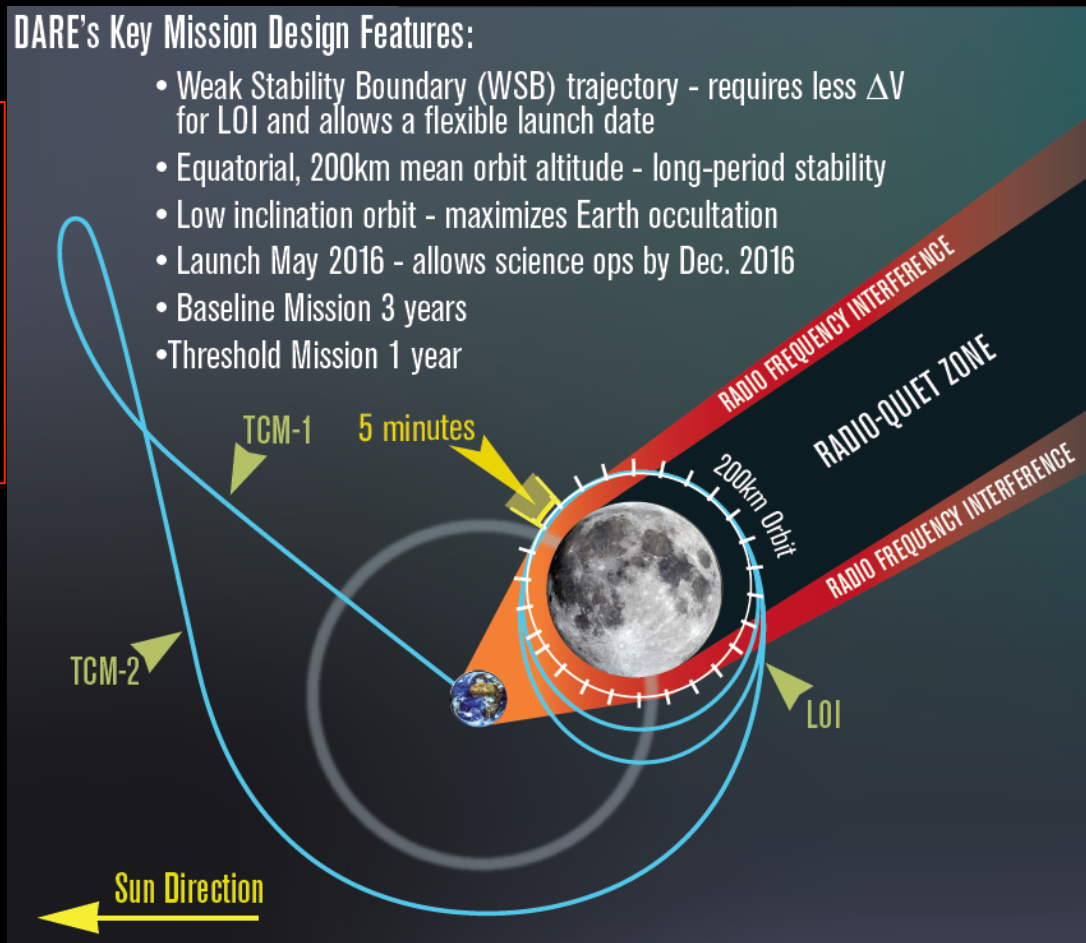 DARE's Key Mission Design Features:
• Weak Stability Boundary (WSB) trajectory - requires less ΔV
for LOI and allows a flexible launch date
• Equatorial, 200km mean orbit altitude - long-period stability
• Low inclination orbit - maximizes Earth occultation
• Launch May 2016 - allows science ops by Dec. 2016
• Baseline Mission 3 years
•Threshold Mission 1 year
RADIO FREQUENCY INTERFERENCE
RADIO-QUIET ZONE
TCM-1
5 minutes
200km Orbit
RADIO FREQUENCY INTERFERENCE
TCM-2
LOI
Sun Direction